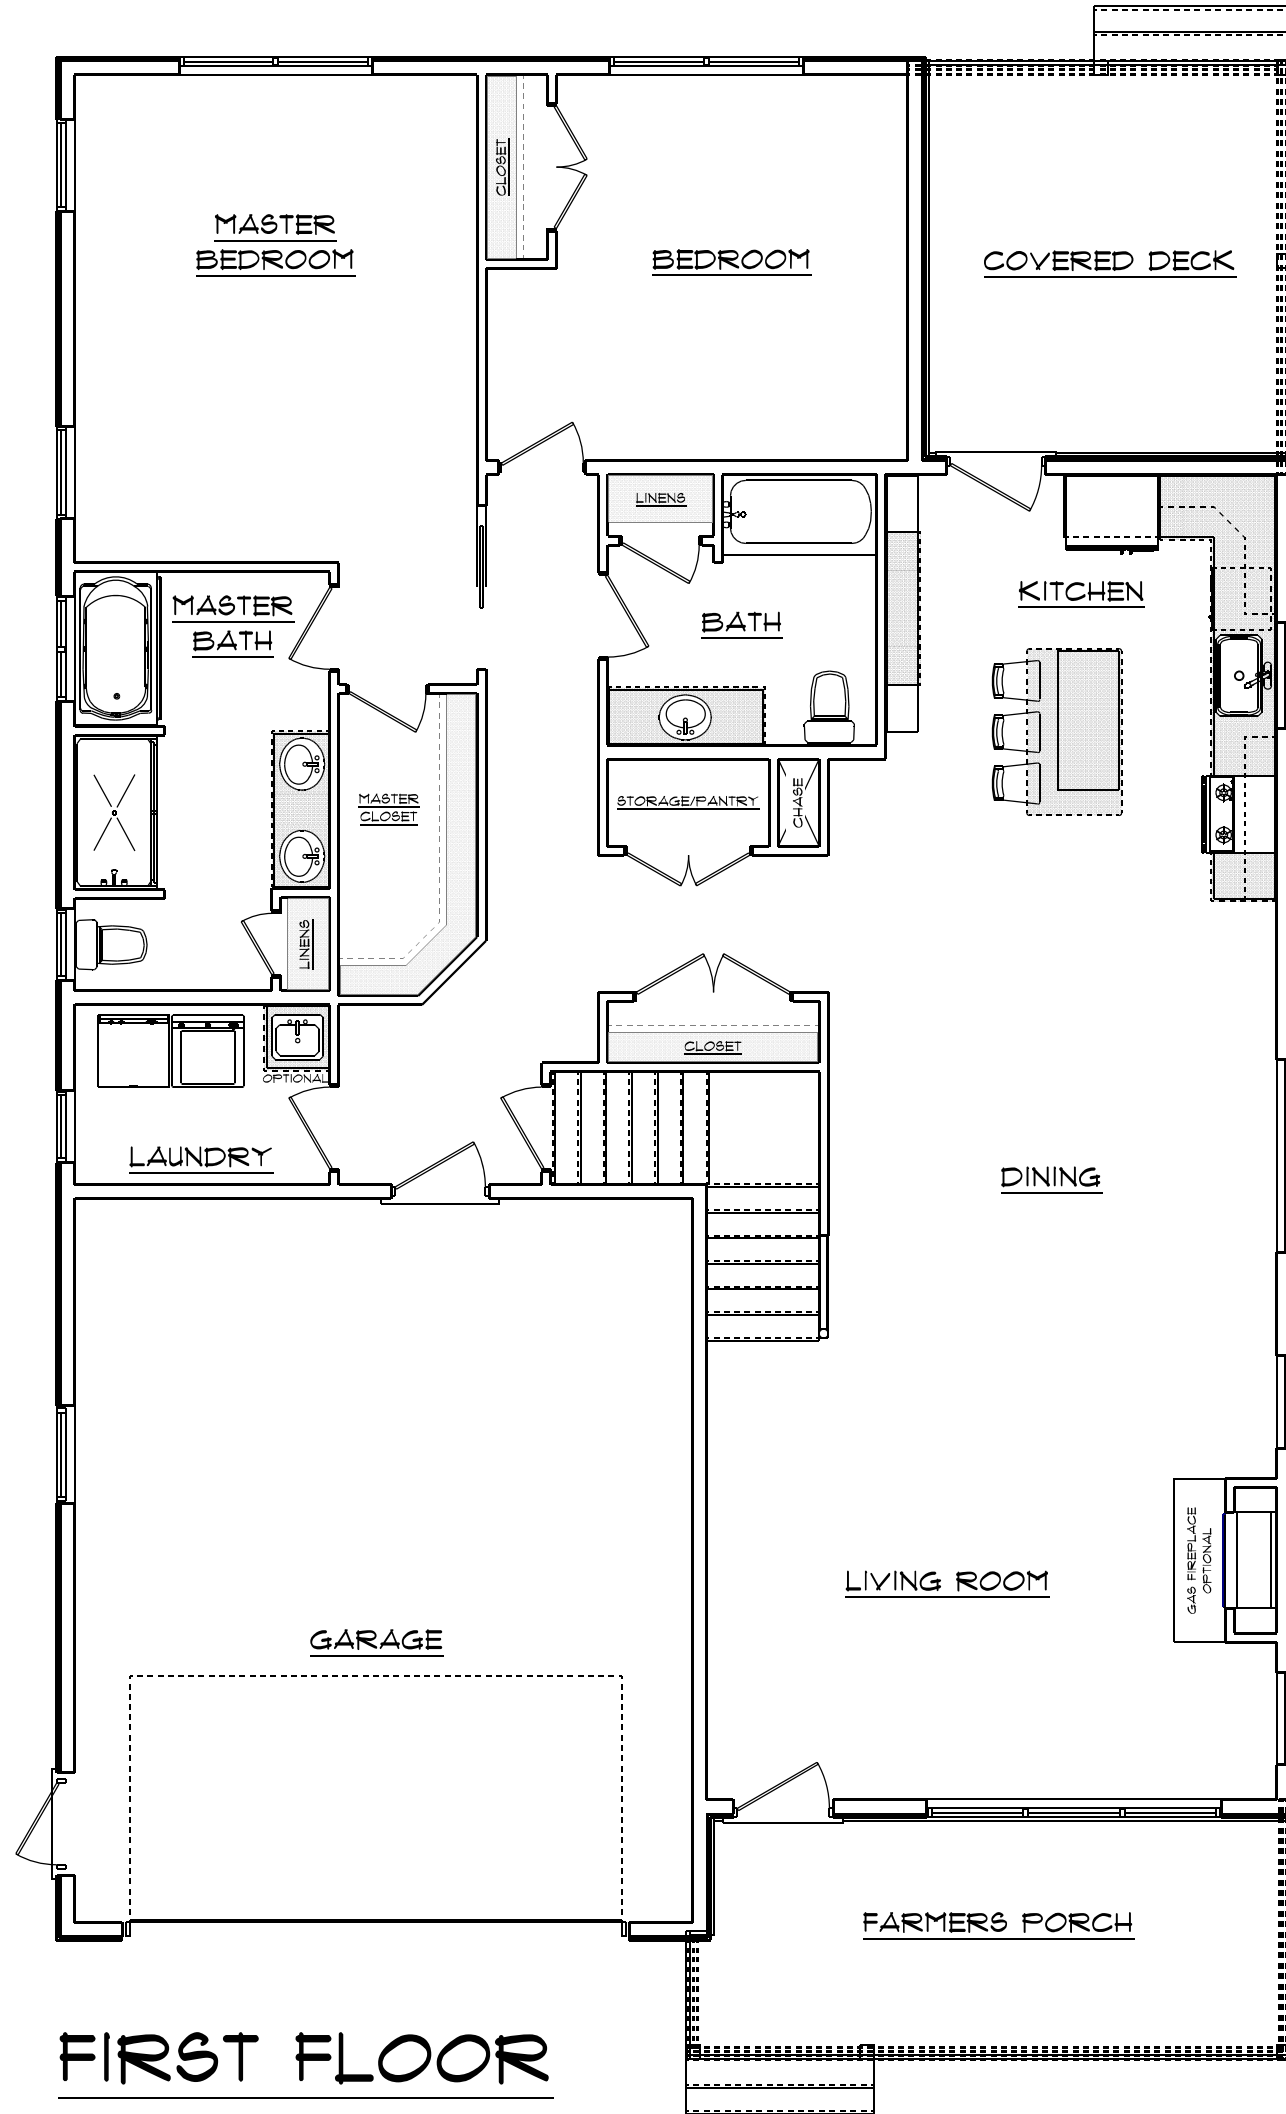 CLOSET
MASTER
BEDROOM
BEDROOM
COVERED DECK
LINENS
KITCHEN
MASTER
BATH
BATH
MASTER
CLOSET
STORAGE/PANTRY
CHASE
LINENS
CLOSET
OPTIONAL
LAUNDRY
DINING
GAS FIREPLACE
OPTIONAL
LIVING ROOM
GARAGE
FARMERS PORCH
FIRST FLOOR